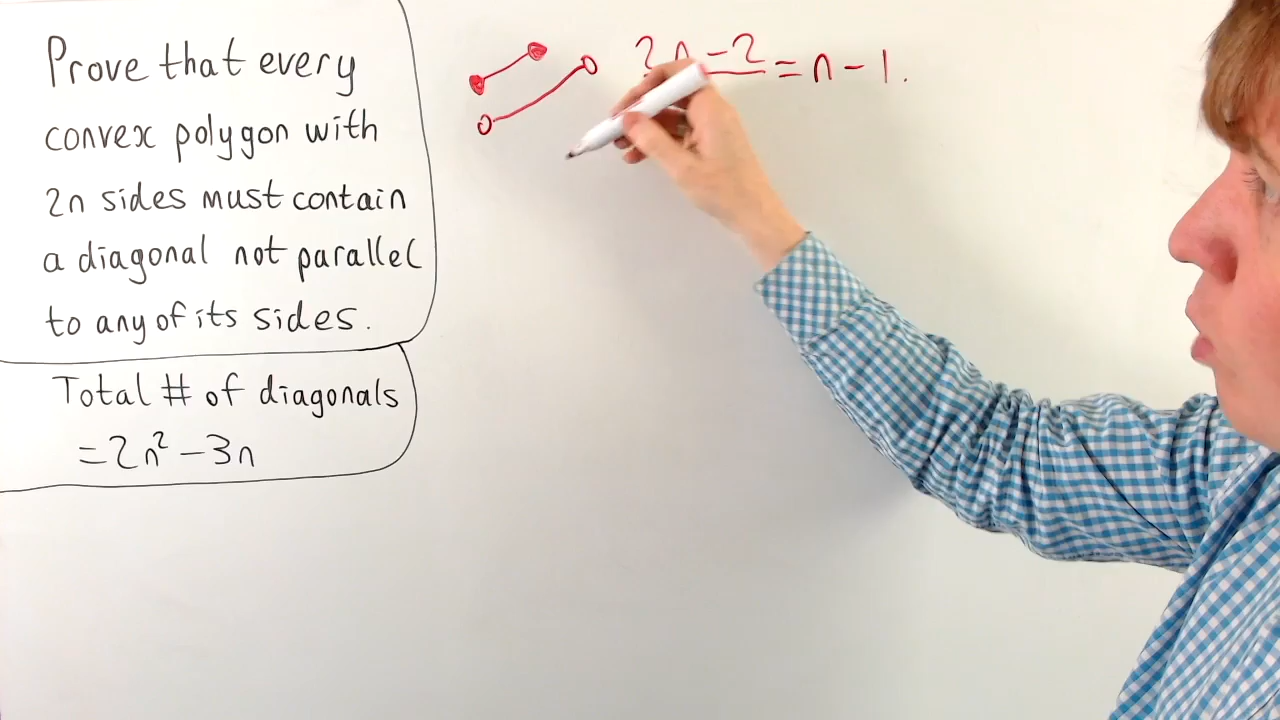 Prove that every
convex polygon with
2n sides must contain
a diagonal not parallel
to any of its sides.
Total # of diagonals
= 2n² - 3n
2n - 2 = n - 1.